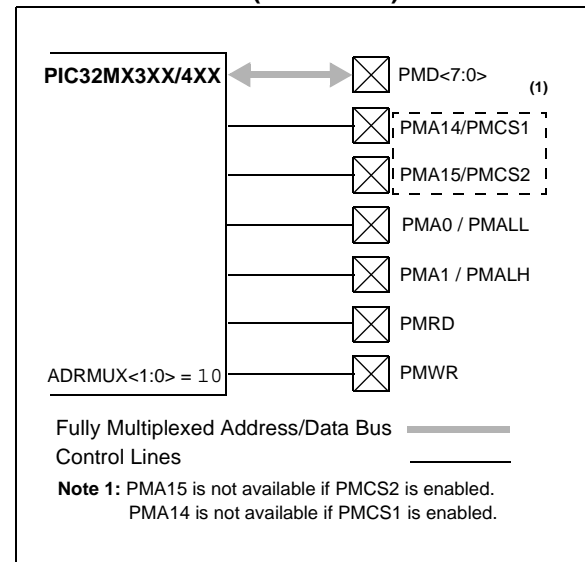 PIC32MX3XX/4XX
PMD<7:0>
(1)
PMA14/PMCS1
PMA15/PMCS2
PMA0 / PMALL
PMA1 / PMALH
PMRD
ADRMUX<1:0> = 10
PMWR
Fully Multiplexed Address/Data Bus
Control Lines
Note 1: PMA15 is not available if PMCS2 is enabled.
PMA14 is not available if PMCS1 is enabled.